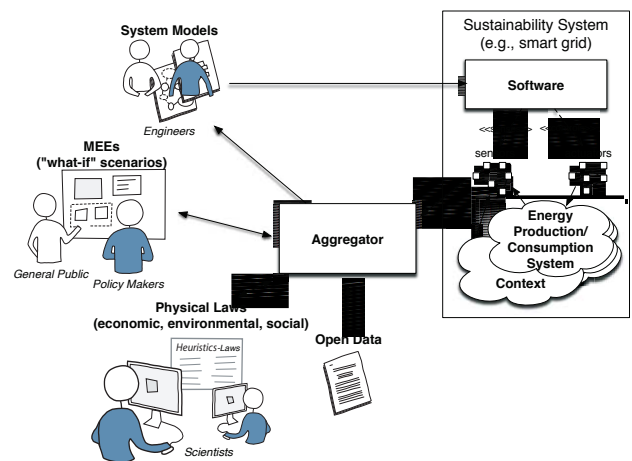 System Models
Engineers
Sustainability System
(e.g., smart grid)
Software
MEEs
("what-if" scenarios)
General Public
Policy Makers
Aggregator
Energy
Production/
Consumption
System
Context
Physical Laws
(economic, environmental, social)
Heuristics-Laws
Scientists
Open Data